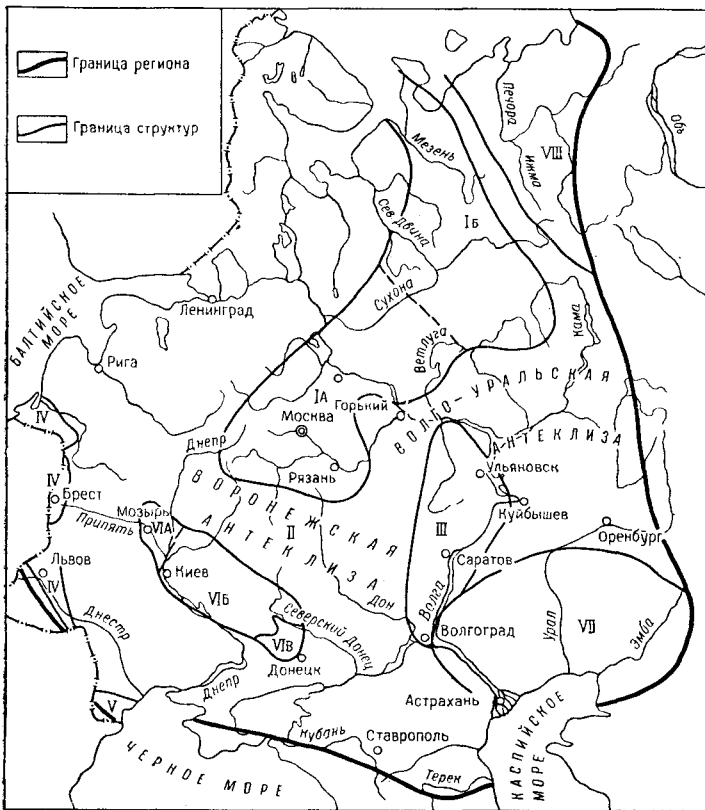 Граница региона
Граница структур
Печора
Ижма
VIII
Обь
Мезень
Iб
Сев Двина
Сухона
БАЛТИЙСКОЕ
МОРЕ
Ленинград
Рига
Ветлуга
Кама
IА
Москва
Горький
ВОЛГО-УРАЛЬСКАЯ
АНТЕКЛИЗА
IV
Днепр
Рязань
Ульяновск
IV
Брест
ВОРОНЕЖСКАЯ
АНТЕКЛИЗА
II
III
Куйбышев
Мозырь
VIА
Припять
Оренбург
Саратов
Львов
IV
Киев
VIБ
Дон
Волга
Днестр
Северский Донец
Волгоград
Урал
VII
Эмба
VIв
Донецк
Днепр
Астрахань
V
Кубань
Ставрополь
ЧЕРНОЕ МОРЕ
Терек
КАСПИЙСКОЕ
МОРЕ